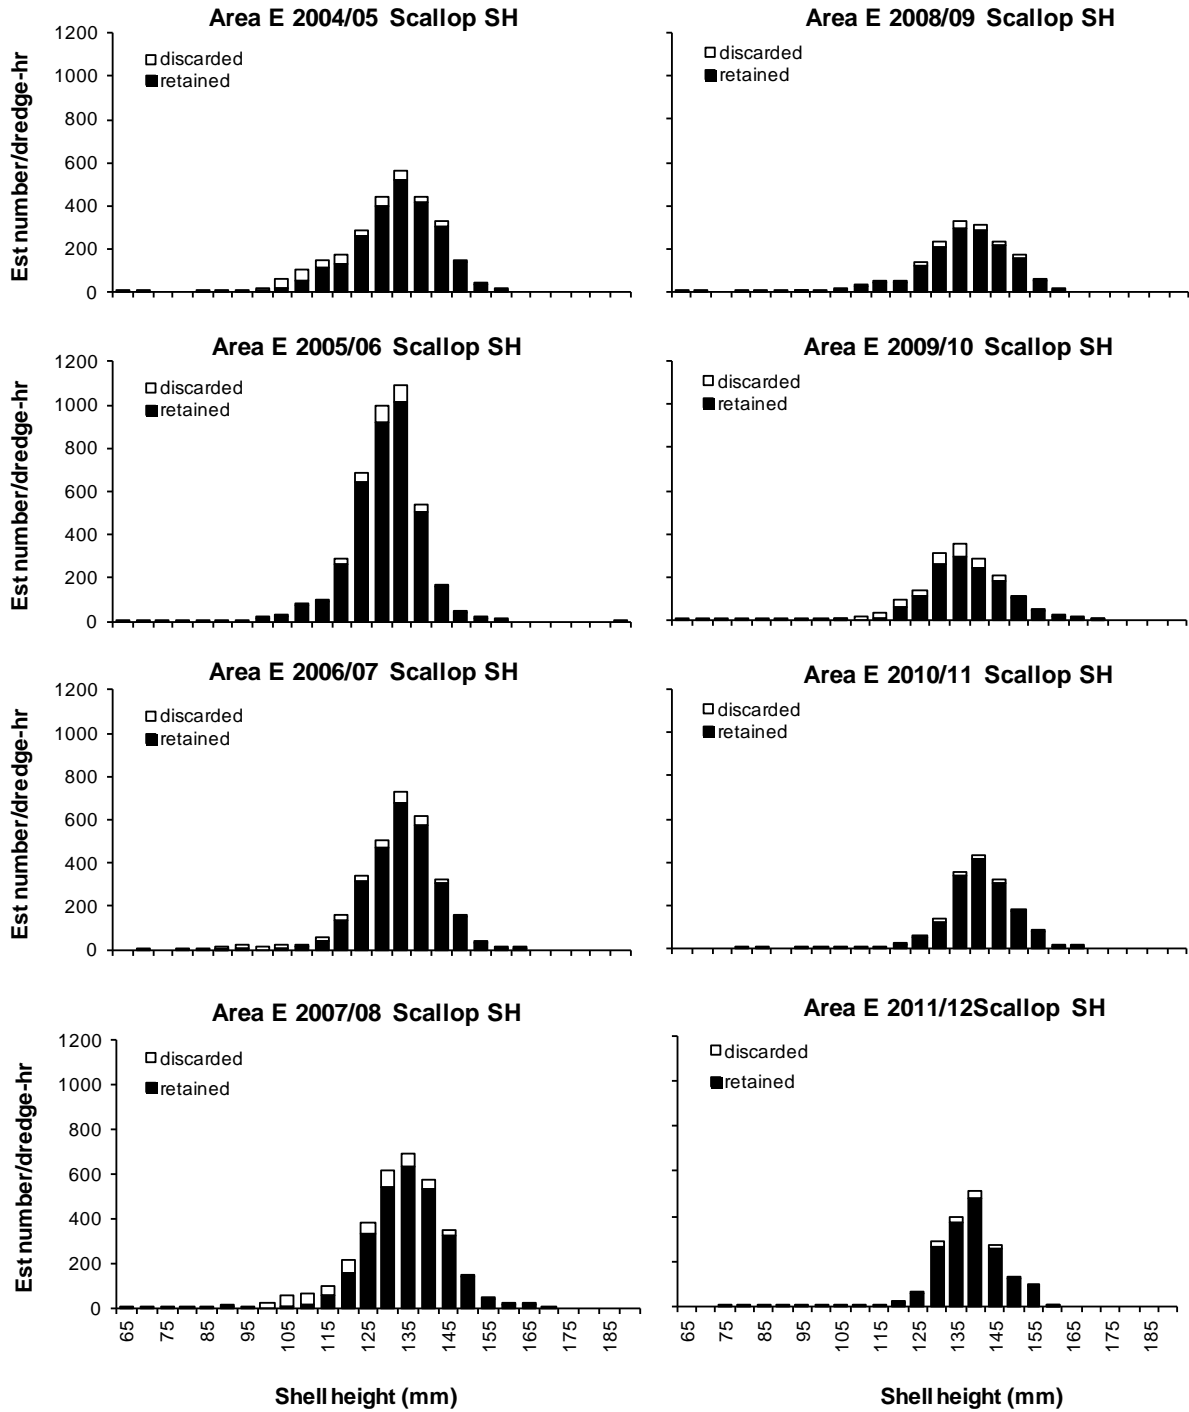 Area E 2004/05 Scallop SH
1200
1000
800
600
400
200
0
Est number/dredge-hr
discarded
retained
Area E 2008/09 Scallop SH
discarded
retained
Area E 2005/06 Scallop SH
1200
1000
800
600
400
200
0
Est number/dredge-hr
discarded
retained
Area E 2009/10 Scallop SH
discarded
retained
Area E 2006/07 Scallop SH
1200
1000
800
600
400
200
0
Est number/dredge-hr
discarded
retained
Area E 2010/11 Scallop SH
discarded
retained
Area E 2007/08 Scallop SH
1200
1000
800
600
400
200
0
Est number/dredge-hr
discarded
retained
65 75 85 95 105 115 125 135 145 155 165 175 185
Shell height (mm)
Area E 2011/12Scallop SH
discarded
retained
65 75 85 95 105 115 125 135 145 155 165 175 185
Shell height (mm)